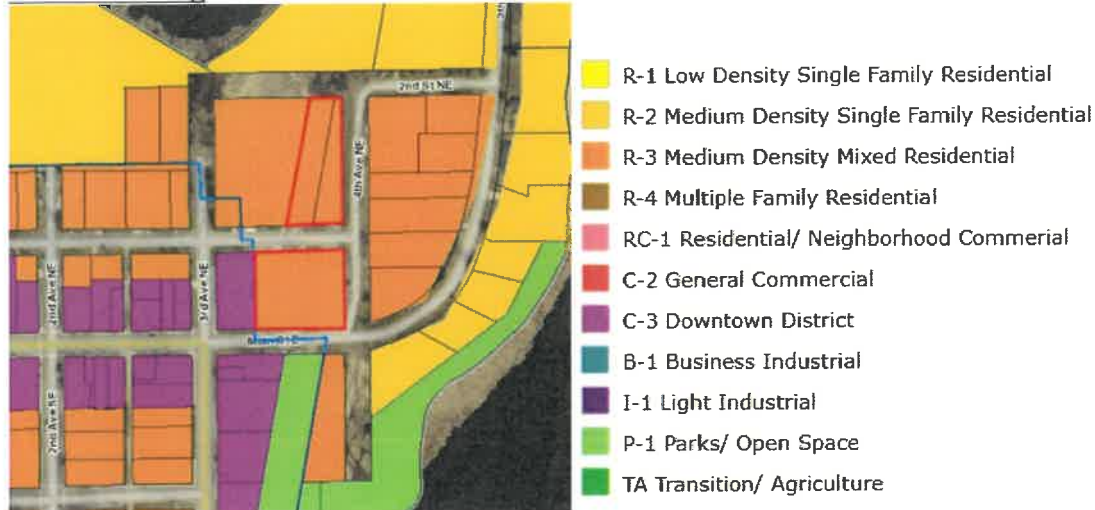 2nd St NE
4th Ave NE
3rd Ave NE
2nd Ave NE
2nd Ave NE
R-1 Low Density Single Family Residential
R-2 Medium Density Single Family Residential
R-3 Medium Density Mixed Residential
R-4 Multiple Family Residential
RC-1 Residential/ Neighborhood Commerial
C-2 General Commercial
C-3 Downtown District
B-1 Business Industrial
I-1 Light Industrial
P-1 Parks/ Open Space
TA Transition/ Agriculture